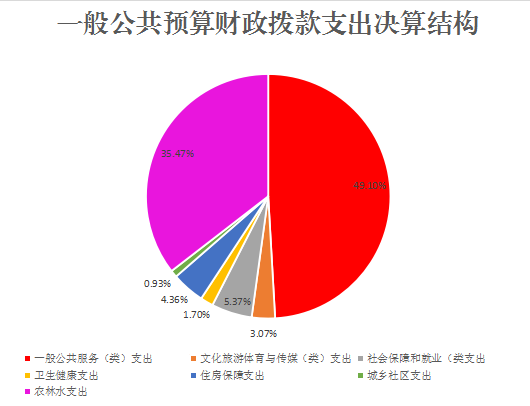 一般公共预算财政拨款支出决算结构
35.47%
49.10%
0.93%
4.36%
1.70%
5.37%
3.07%
一般公共服务（类）支出 文化旅游体育与传媒（类）支出 社会保障和就业（类支出
卫生健康支出 住房保障支出 城乡社区支出
农林水支出